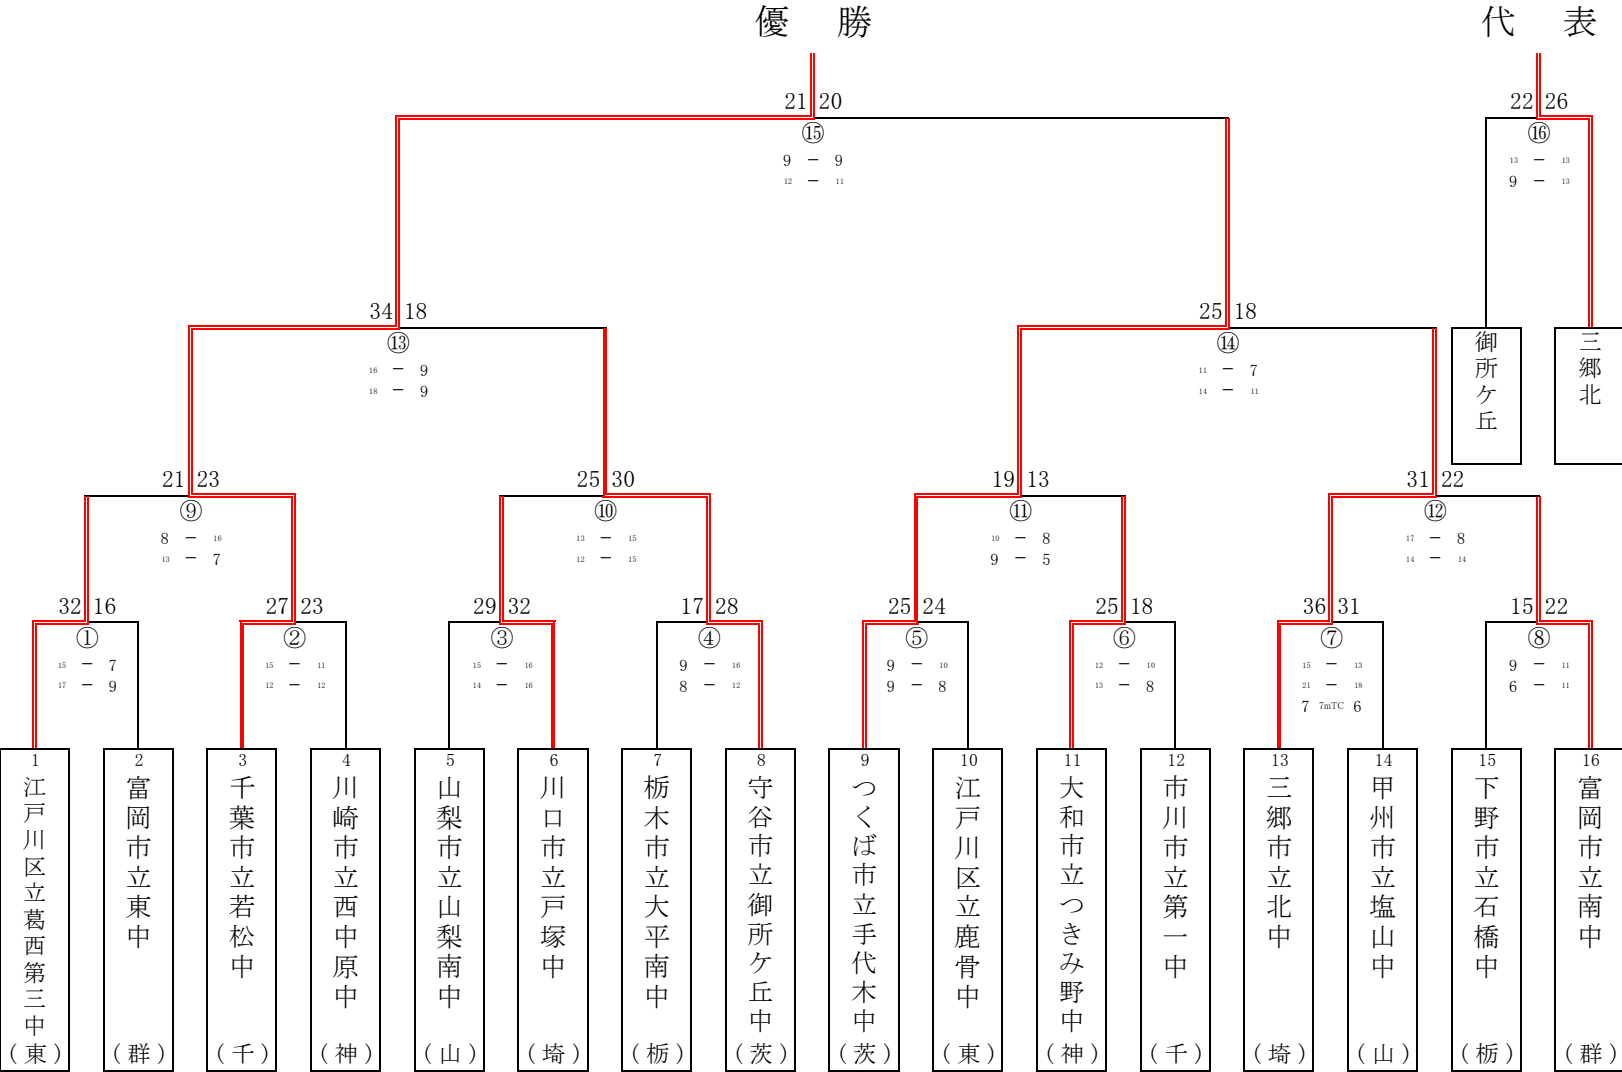 優 勝
代 表
21 20
⑮
9 － 9
12 － 11
22 26
⑯
13 － 13
9 － 13
34 18
⑬
16 － 9
18 － 9
25 18
⑭
11 － 7
14 － 11
御所ケ丘
三郷北
21 23
⑨
8 － 16
13 － 7
25 30
⑩
13 － 15
12 － 15
19 13
⑪
10 － 8
9 － 5
31 22
⑫
17 － 8
14 － 14
32 16
①
15 － 7
17 － 9
27 23
②
15 － 11
12 － 12
29 32
③
15 － 16
14 － 16
17 28
④
9 － 16
8 － 12
25 24
⑤
9 － 10
9 － 8
25 18
⑥
12 － 10
13 － 8
36 31
⑦
15 － 13
21 － 18
7 7mTC 6
15 22
⑧
9 － 11
6 － 11
1
江戸川区立葛西第三中
(東)
2
富岡市立東中
(群)
3
千葉市立若松中
(千)
4
川崎市立西中原中
(神)
5
山梨市立山梨南中
(山)
6
川口市立戸塚中
(埼)
7
栃木市立大平南中
(栃)
8
守谷市立御所ケ丘中
(茨)
9
つくば市立手代木中
(茨)
10
江戸川区立鹿骨中
(東)
11
大和市立つきみ野中
(神)
12
市川市立第一中
(千)
13
三郷市立北中
(埼)
14
甲州市立塩山中
(山)
15
下野市立石橋中
(栃)
16
富岡市立南中
(群)